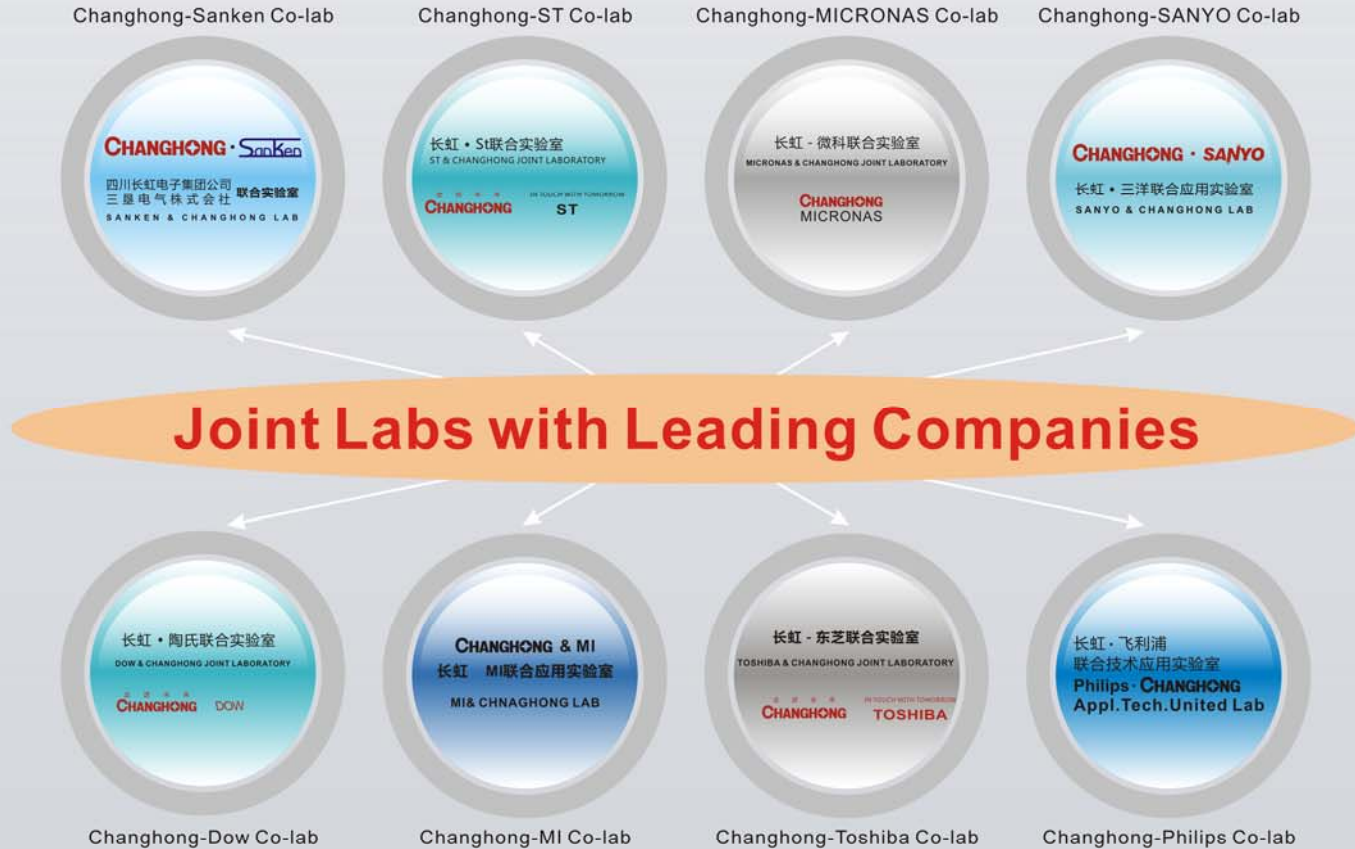 Changhong-Sanken Co-lab
Changhong-ST Co-lab
Changhong-MICRONAS Co-lab
Changhong-SANYO Co-lab
CHANGHONG · SanKen
四川长虹电子集团公司
三垦电气株式会社
联合实验室
SANKEN & CHANGHONG LAB
长虹 • St联合实验室
ST & CHANGHONG JOINT LABORATORY
CHANGHONG
IN TOUCH WITH TOMORROW
ST
长虹 - 微科联合实验室
MICRONAS & CHANGHONG JOINT LABORATORY
CHANGHONG
MICRONAS
CHANGHONG · SANYO
长虹 • 三洋联合应用实验室
SANYO & CHANGHONG LAB
Joint Labs with Leading Companies
长虹 • 陶氏联合实验室
DOW & CHANGHONG JOINT LABORATORY
CHANGHONG
DOW
CHANGHONG & MI
长虹 MI联合应用实验室
MI& CHNAGHONG LAB
长虹 - 东芝联合实验室
TOSHIBA & CHANGHONG JOINT LABORATORY
CHANGHONG
IN TOUCH WITH TOMORROW
TOSHIBA
长虹 · 飞利浦
联合技术应用实验室
Philips · CHANGHONG
Appl.Tech.United Lab
Changhong-Dow Co-lab
Changhong-MI Co-lab
Changhong-Toshiba Co-lab
Changhong-Philips Co-lab